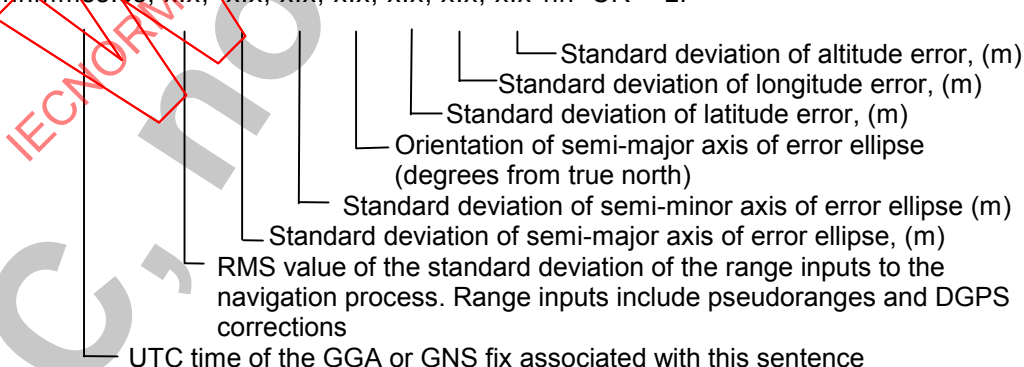 x.x, x.x, x.x, x.x, x.x, x.x
Standard deviation of altitude error, (m)
Standard deviation of longitude error, (m)
Standard deviation of latitude error, (m)
Orientation of semi-major axis of error ellipse
(degrees from true north)
Standard deviation of semi-minor axis of error ellipse (m)
Standard deviation of semi-major axis of error ellipse, (m)
RMS value of the standard deviation of the range inputs to the
navigation process. Range inputs include pseudoranges and DGPS
corrections
UTC time of the GGA or GNS fix associated with this sentence
IECNORM